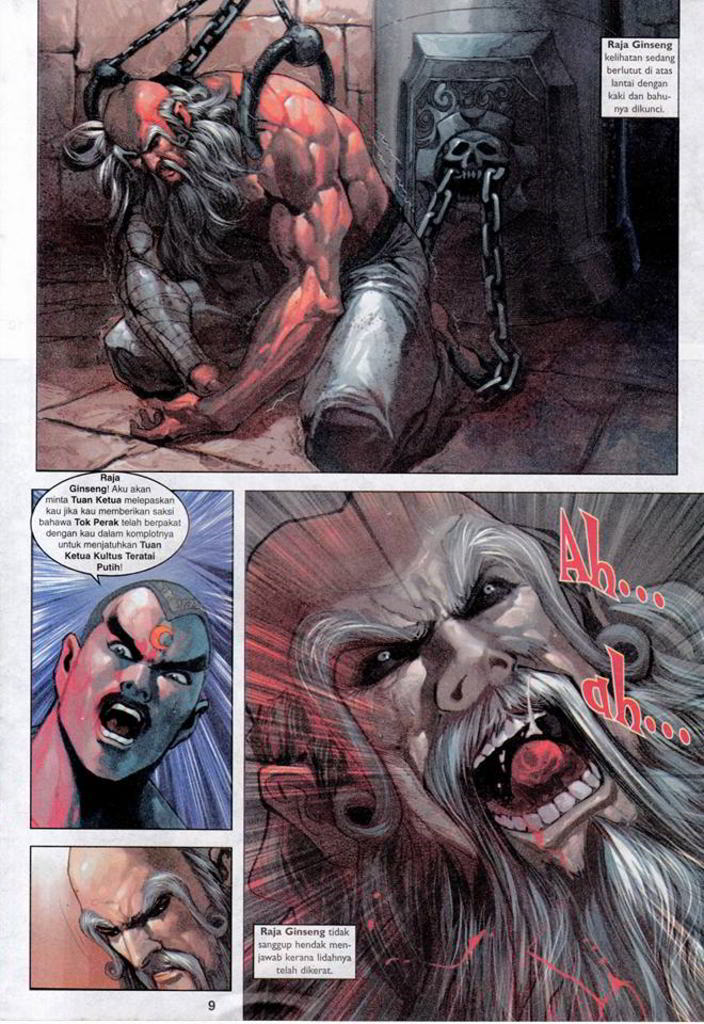 Raja Ginseng
kelihatan sedang
berlutut di atas
lantai dengan
kaki dan bahu-
nya dikunci.
Raja
Ginseng! Aku akan
minta Tuan Ketua melepaskan
kau jika kau memberikan saksi
bahawa Tok Perak telah berpakat
dengan kau dalam komplotnya
untuk menjatuhkan Tuan
Ketua Kultus Teratai
Putih!
Ah...
ah...
Raja Ginseng tidak
sanggup hendak men-
jawab kerana lidahnya
telah dikerat.
9